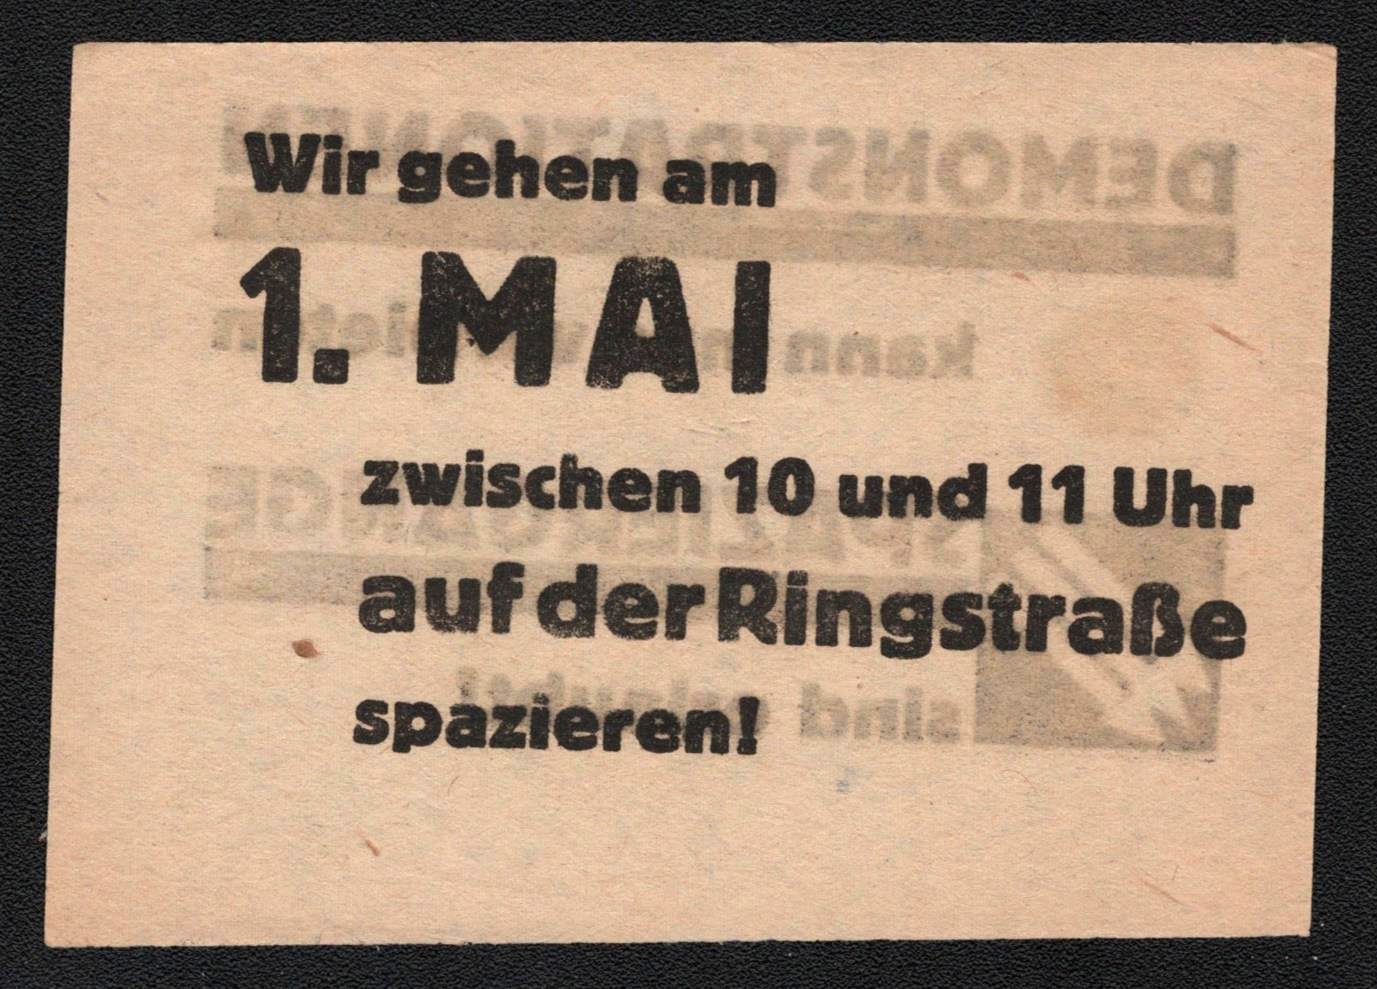 Wir gehen am
1. MAI
zwischen 10 und 11 Uhr
auf der Ringstraße
spazieren!